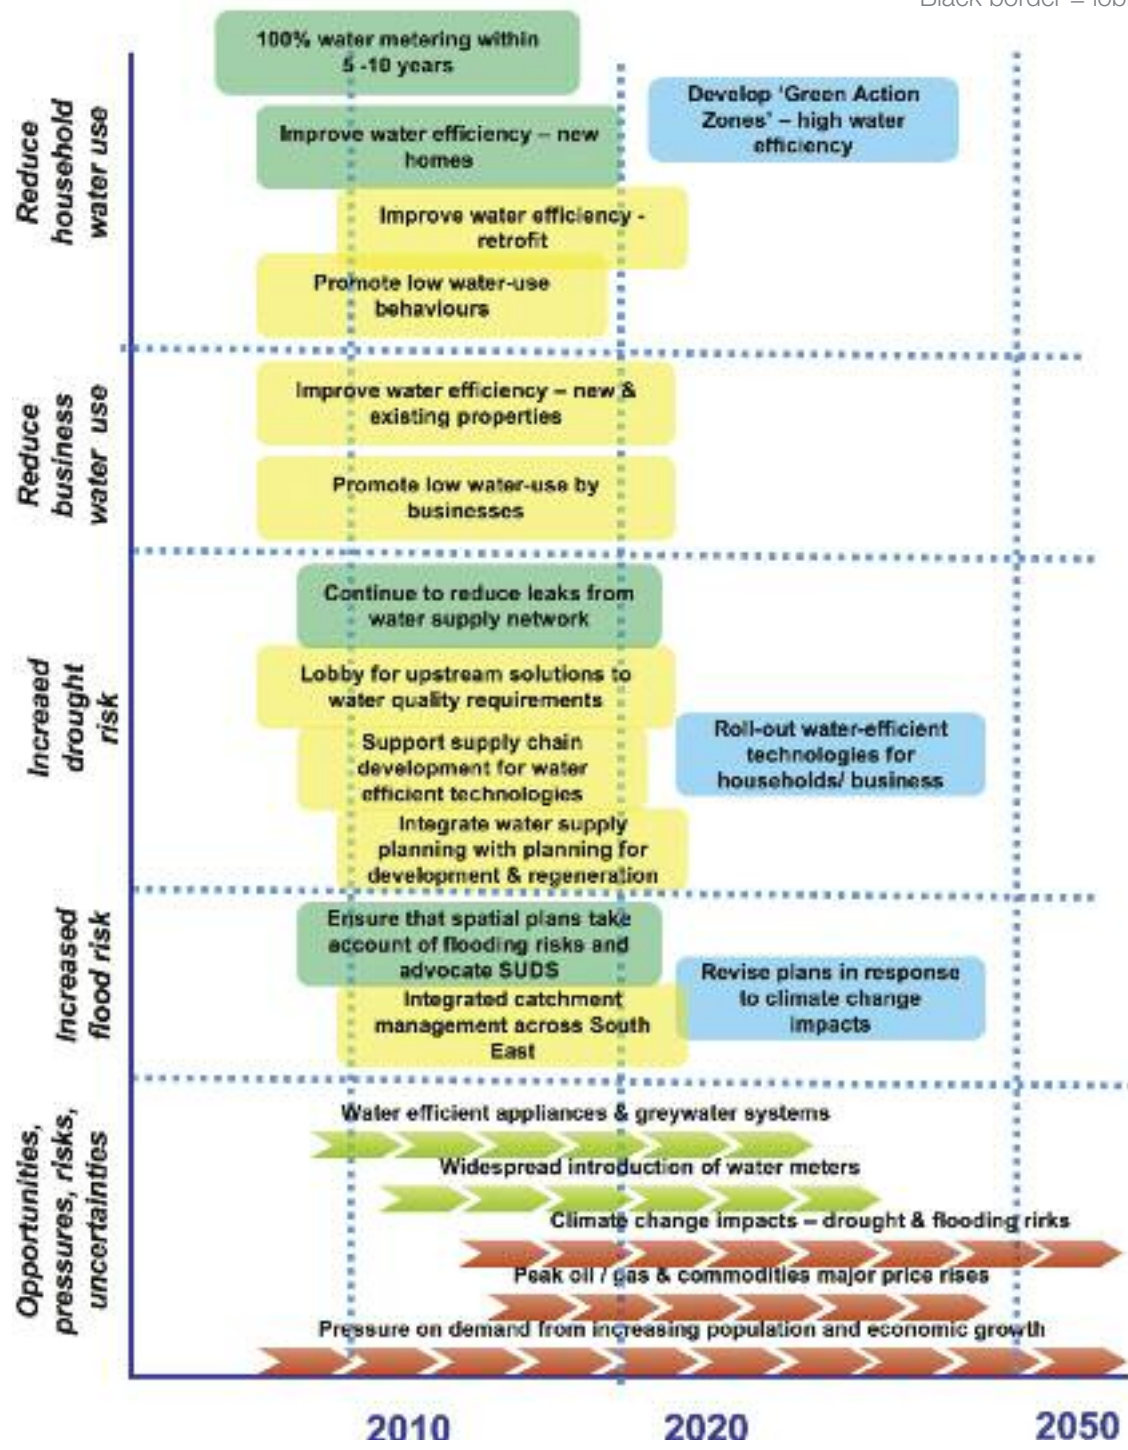 Black border = lob
Reduce
household
water use
100% water metering within
5 -10 years
Develop ‘Green Action
Zones’ – high water
efficiency
Improve water efficiency – new
homes
Improve water efficiency -
retrofit
Promote low water-use
behaviours
Reduce
business
water use
Improve water efficiency – new &
existing properties
Promote low water-use by
businesses
Increaed
drought
risk
Continue to reduce leaks from
water supply network
Lobby for upstream solutions to
water quality requirements
Support supply chain
development for water
efficient technologies
Roll-out water-efficient
technologies for
households/ business
Integrate water supply
planning with planning for
development & regeneration
Increased
flood risk
Ensure that spatial plans take
account of flooding risks and
advocate SUDS
Revise plans in response
to climate change
impacts
Integrated catchment
management across South
East
Opportunities,
pressures, risks,
uncertainties
Water efficient appliances & greywater systems
Widespread introduction of water meters
Climate change impacts – drought & flooding rirks
Peak oil / gas & commodities major price rises
Pressure on demand from increasing population and economic growth
2010
2020
2050